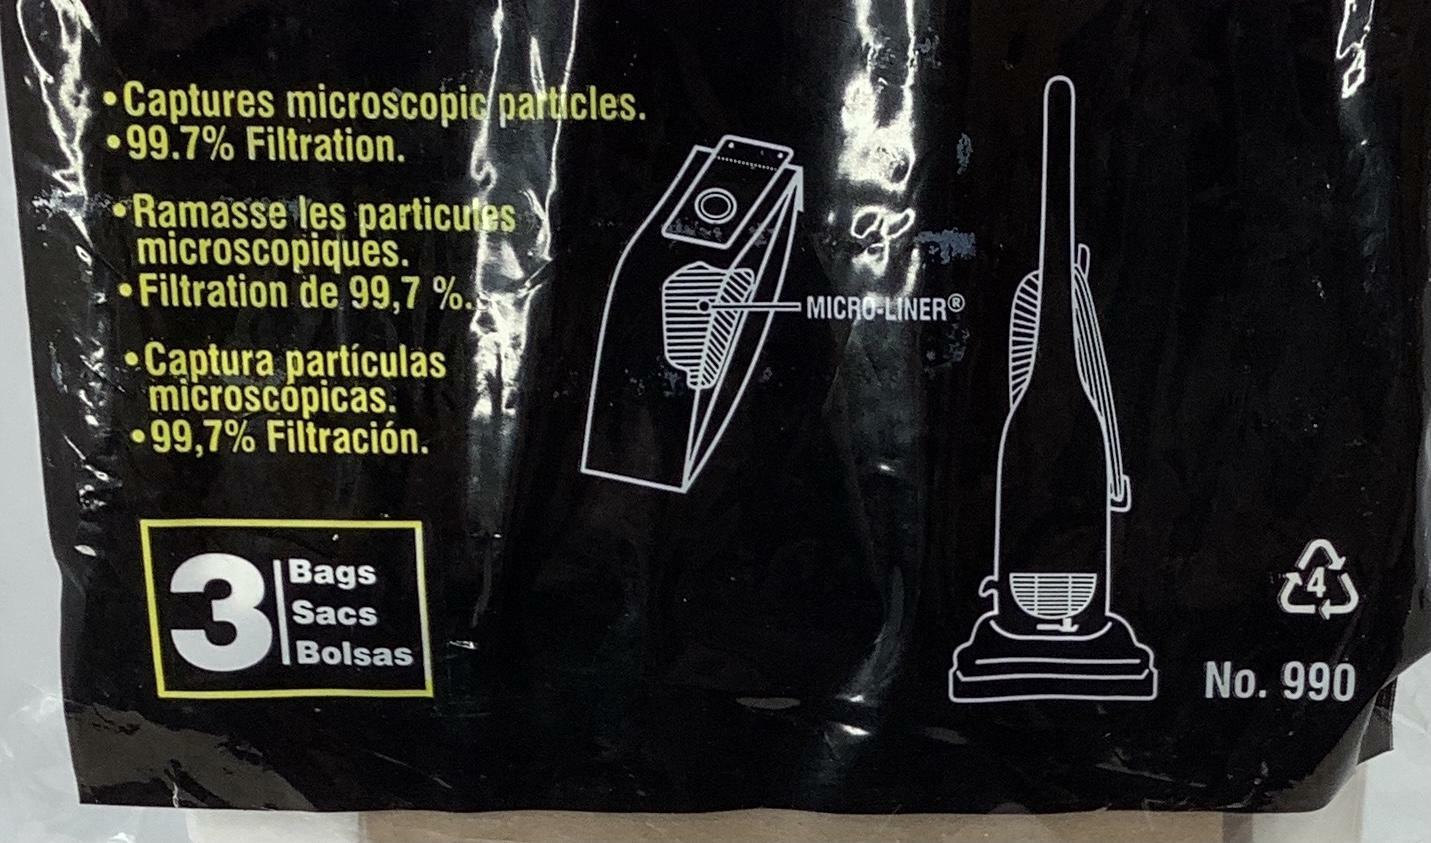 •Captures microscopic particles.
•99.7% Filtration.
•Ramasse les particules
microscopiques.
•Filtration de 99,7 %.
•Captura partículas
microscópicas.
•99,7% Filtración.
MICRO-LINER®
3
Bags
Sacs
Bolsas
4
No. 990